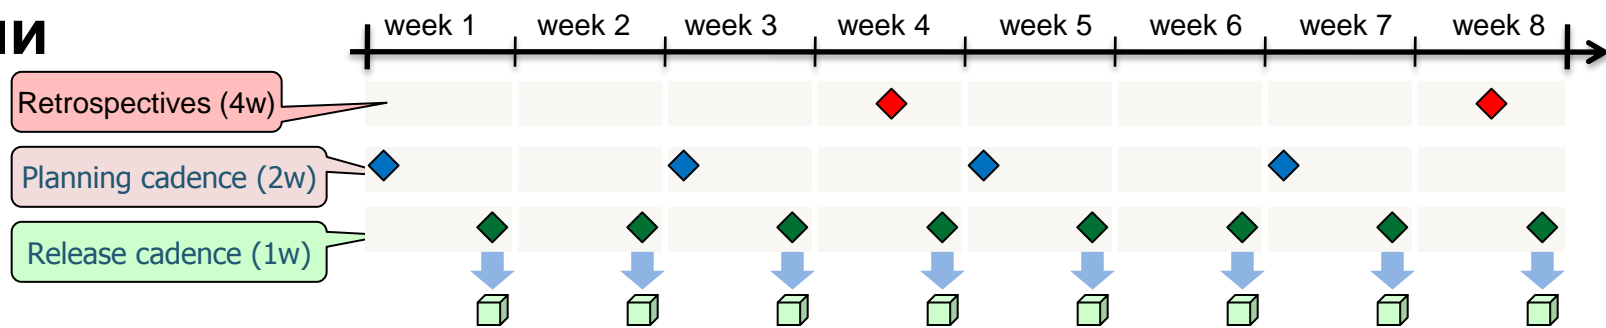 week 1 week 2 week 3 week 4 week 5 week 6 week 7 week 8
Retrospectives (4w)
Planning cadence (2w)
Release cadence (1w)